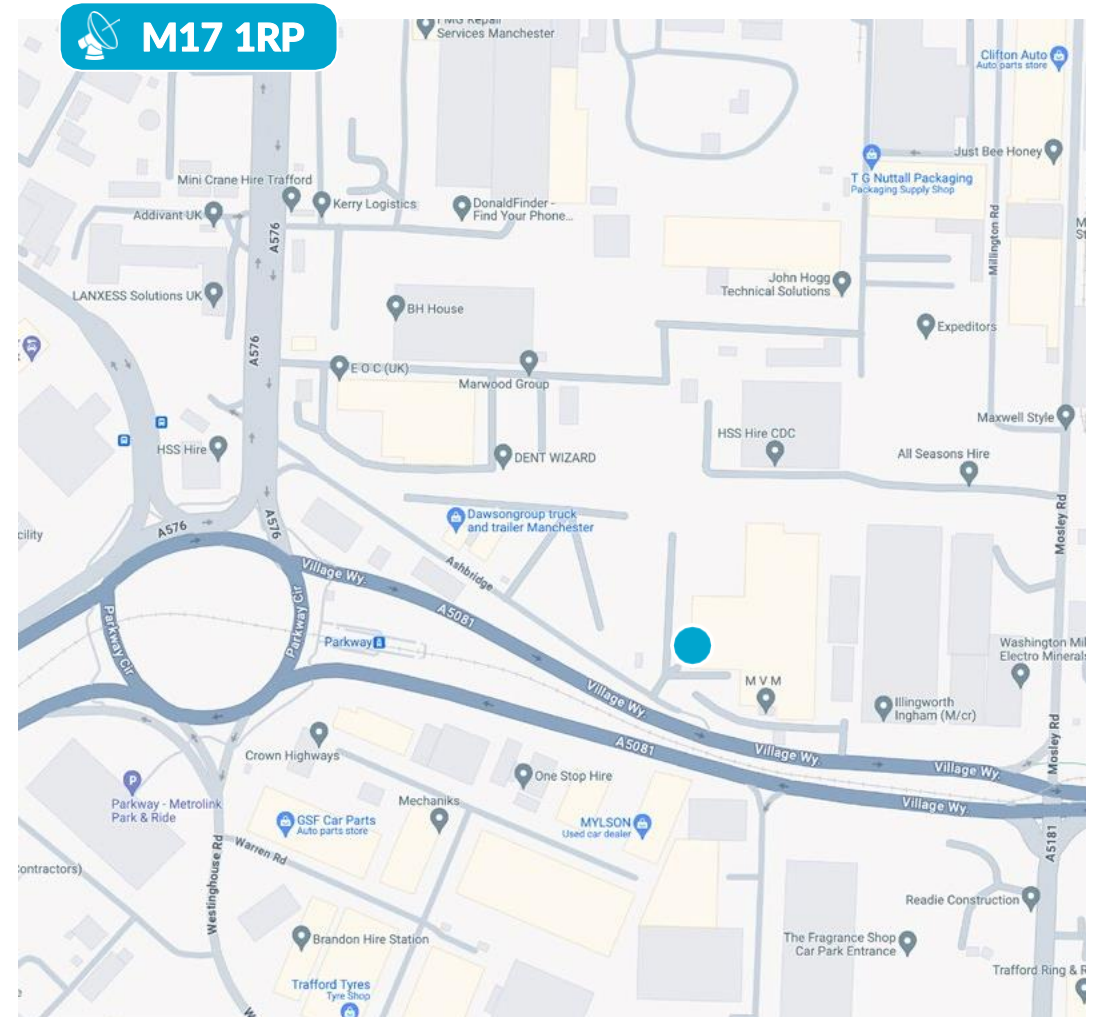 M17 1RP
Services Manchester
Clifton Auto
Auto parts store
Just Bee Honey
T G Nuttall Packaging
Packaging Supply Shop
Mini Crane Hire Trafford
Kerry Logistics
Addivant UK
DonaldFinder -
Find Your Phone...
A576
Millington Rd
John Hogg
Technical Solutions
LANXESS Solutions UK
BH House
Expeditors
A576
E O C (UK)
Marwood Group
Maxwell Style
HSS Hire CDC
HSS Hire
DENT WIZARD
All Seasons Hire
Mosley Rd
A576
A576
Dawsongroup truck
and trailer Manchester
Ashbridge
Village Wy.
A5081
Parkway Cir
Parkway Cir
Parkway
Washington Mil
Electro Minerals
M V M
Village Wy.
Illingworth
Ingham (M/cr)
Mosley Rd
A5081
Village Wy.
Village Wy.
Village Wy.
Crown Highways
One Stop Hire
P
Parkway - Metrolink
Park & Ride
Mechaniks
GSF Car Parts
Auto parts store
MYLSON
Used car dealer
Warren Rd
Westinghouse Rd
A5181
ontractors)
Readie Construction
Brandon Hire Station
The Fragrance Shop
Car Park Entrance
Trafford Ring & R
Trafford Tyres
Tyre Shop